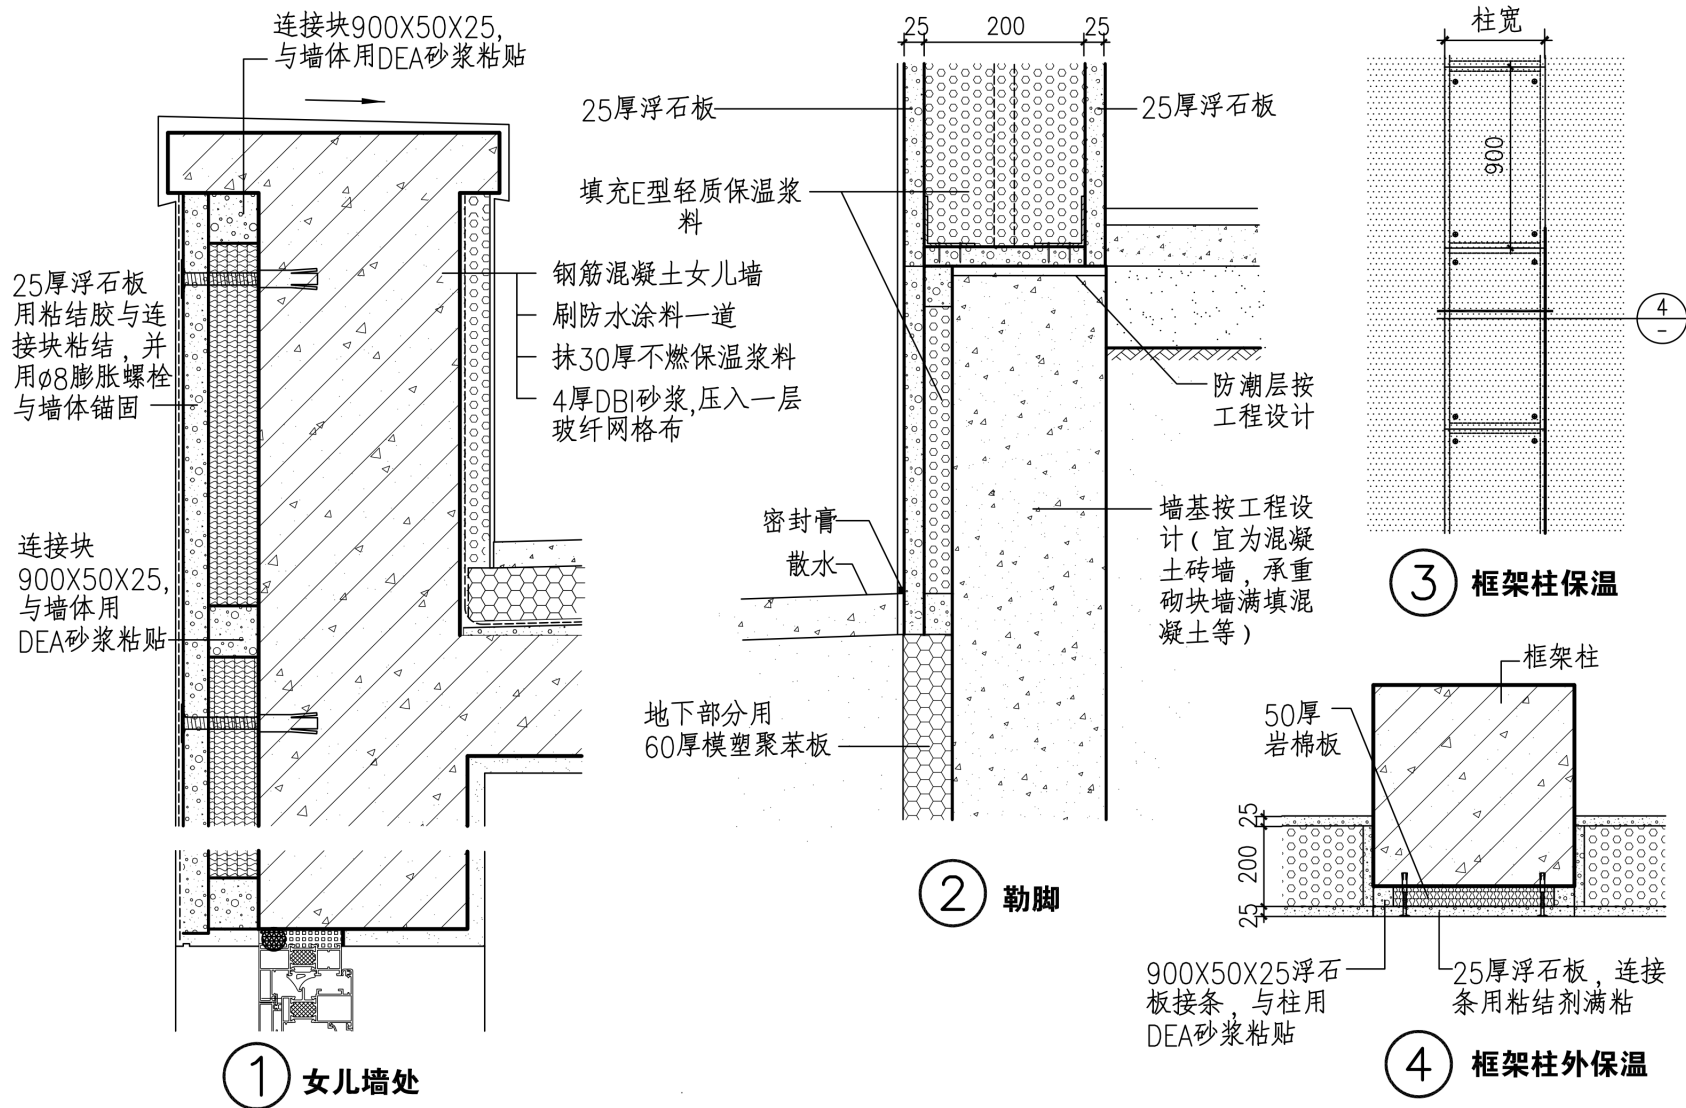 连接块900X50X25,
与墙体用DEA砂浆粘贴
25厚浮石板
用粘结胶与连
接块粘结，并
用ø8膨胀螺栓
与墙体锚固
钢筋混凝土女儿墙
刷防水涂料一道
抹30厚不燃保温浆料
4厚DBI砂浆,压入一层
玻纤网格布
连接块
900X50X25,
与墙体用
DEA砂浆粘贴
1 女儿墙处
25 200 25
25厚浮石板
25厚浮石板
填充E型轻质保温浆
料
防潮层按
工程设计
密封膏
散水
墙基按工程设
计（宜为混凝
土砖墙，承重
砌块墙满填混
凝土等）
地下部分用
60厚模塑聚苯板
2 勒脚
柱宽
900
4
-
3 框架柱保温
框架柱
50厚
岩棉板
25
200
25
900X50X25浮石
板接条，与柱用
DEA砂浆粘贴
25厚浮石板，连接
条用粘结剂满粘
4 框架柱外保温